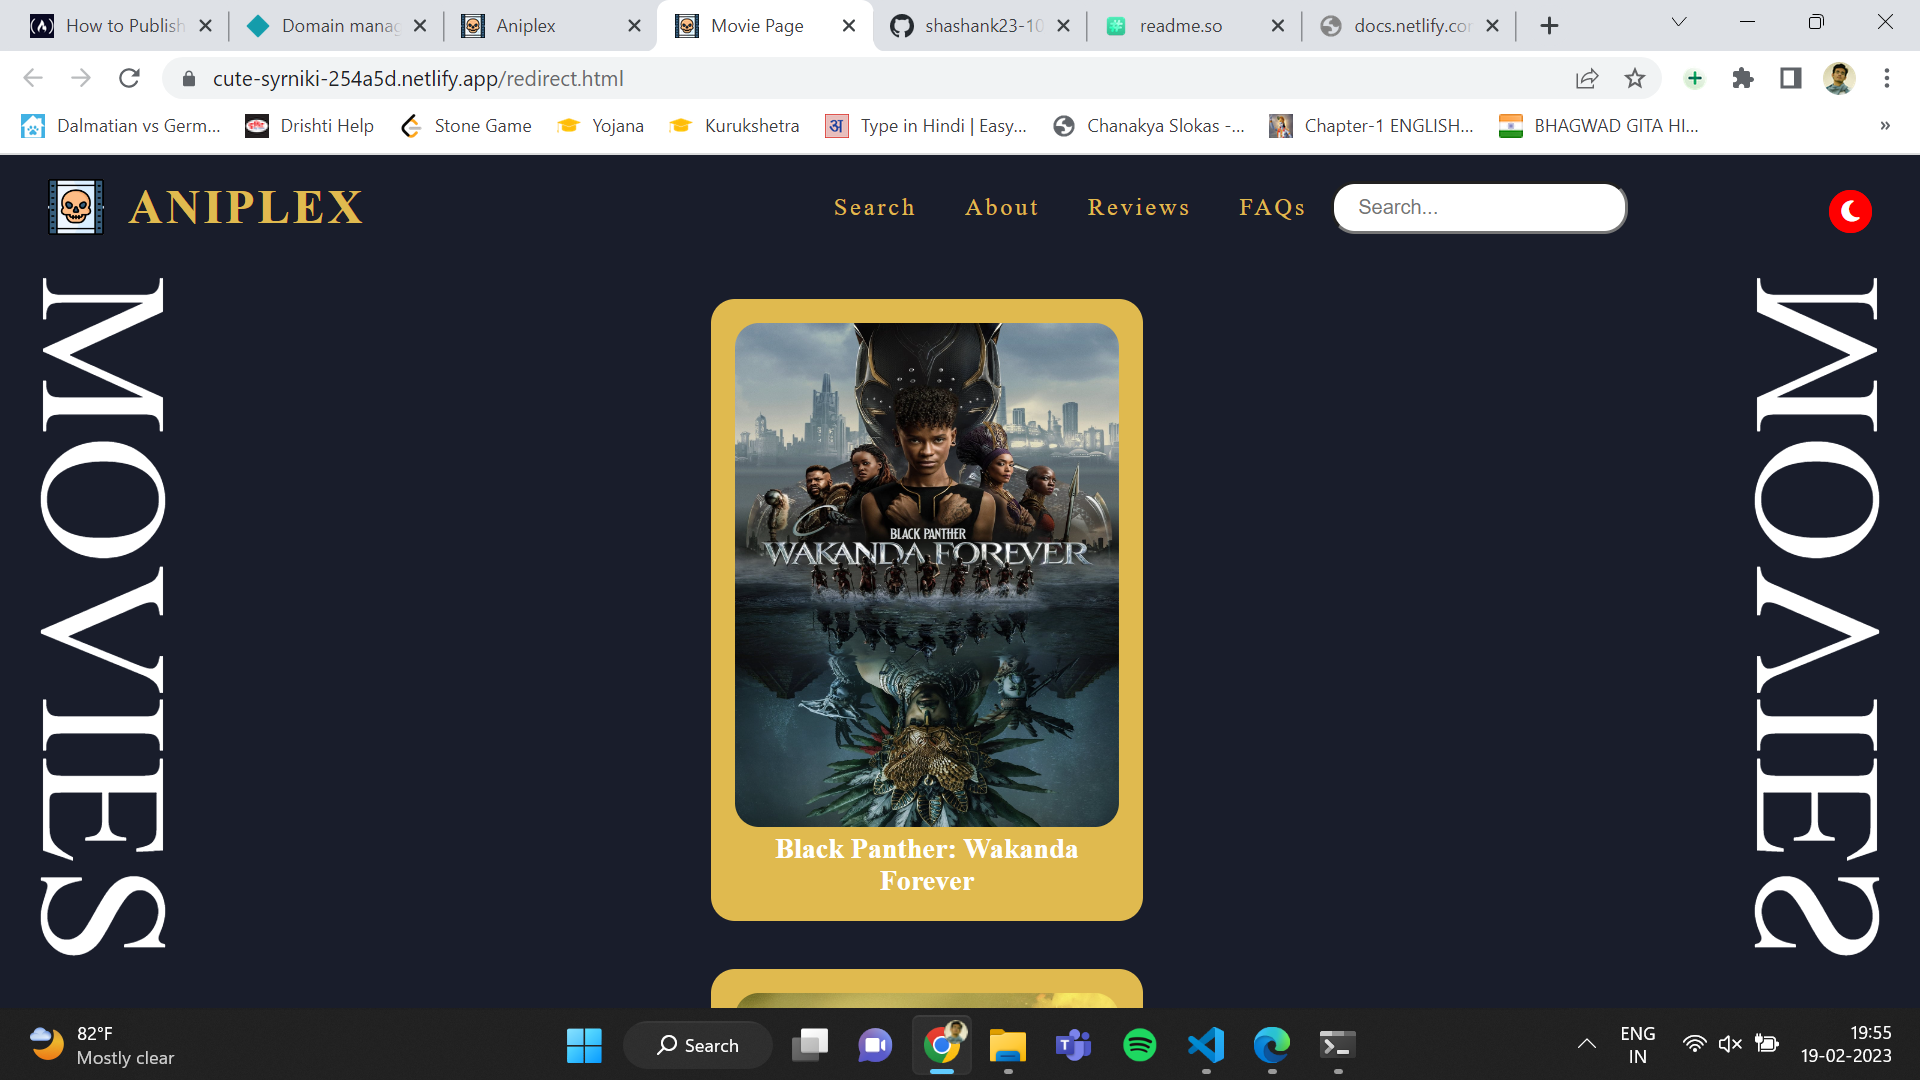 How to Publish
Domain manag
Aniplex
Movie Page
shashank23-10
readme.so
docs.netlify.cor
cute-syrniki-254a5d.netlify.app/redirect.html
Dalmatian vs Germ...
Drishti Help
Stone Game
Yojana
Kurukshetra
अ
Type in Hindi | Easy...
Chanakya Slokas -...
Chapter-1 ENGLISH...
BHAGWAD GITA HI...
»
ANIPLEX
Search
About
Reviews
FAQs
Search...
MOVIES
BLACK PANTHER
WAKANDA FOREVER
Black Panther: Wakanda
Forever
MOVIES
82°F
Mostly clear
Search
ENG
IN
19:55
19-02-2023